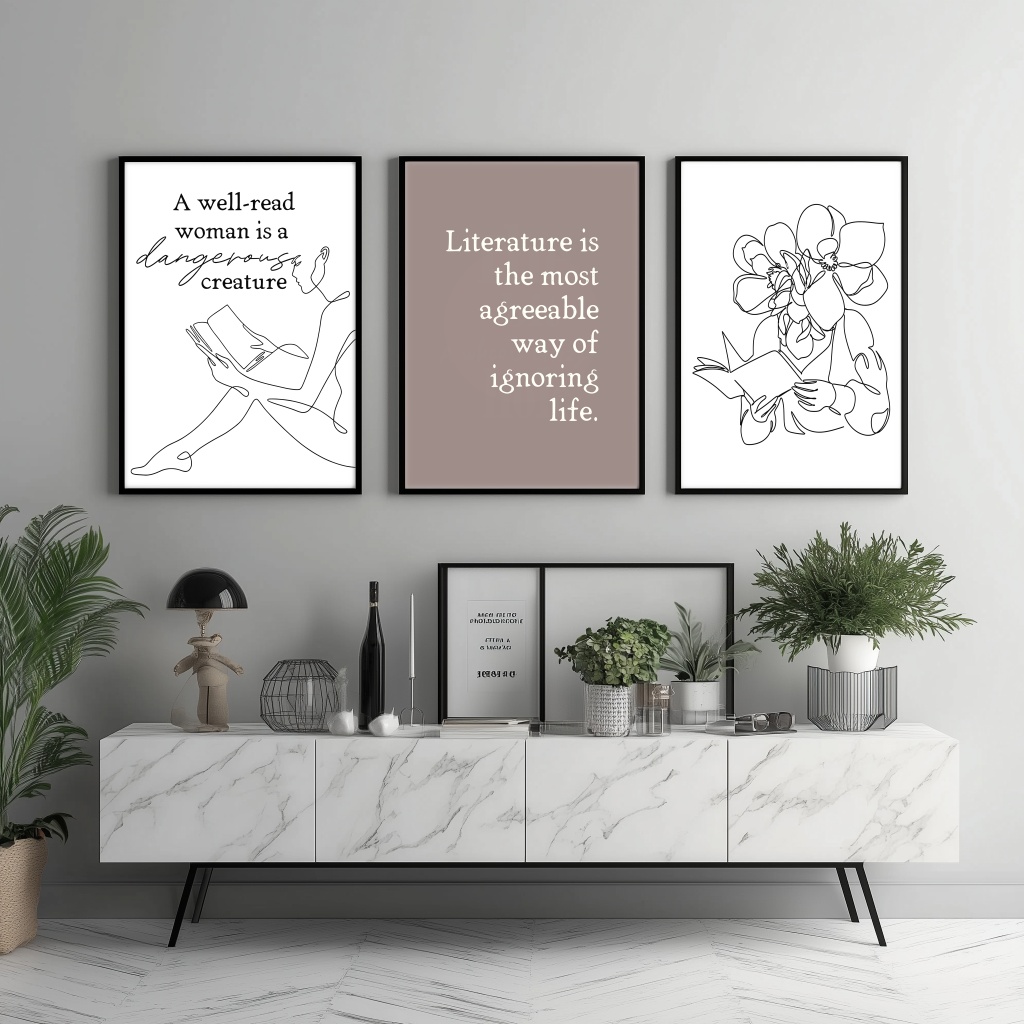 A well-read
woman is a
dangerous
creature
Literature is
the most
agreeable
way of
ignoring
life.